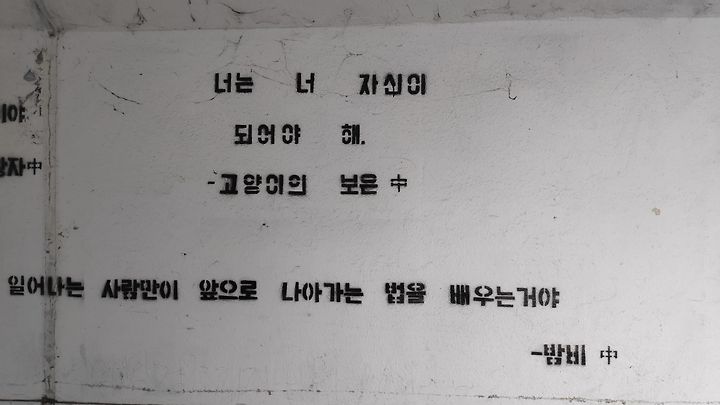 너는 너 자신이
되어야 해.
-고양이의 보은 中
일어나는 사람만이 앞으로 나아가는 법을 배우는거야
-밤비 中